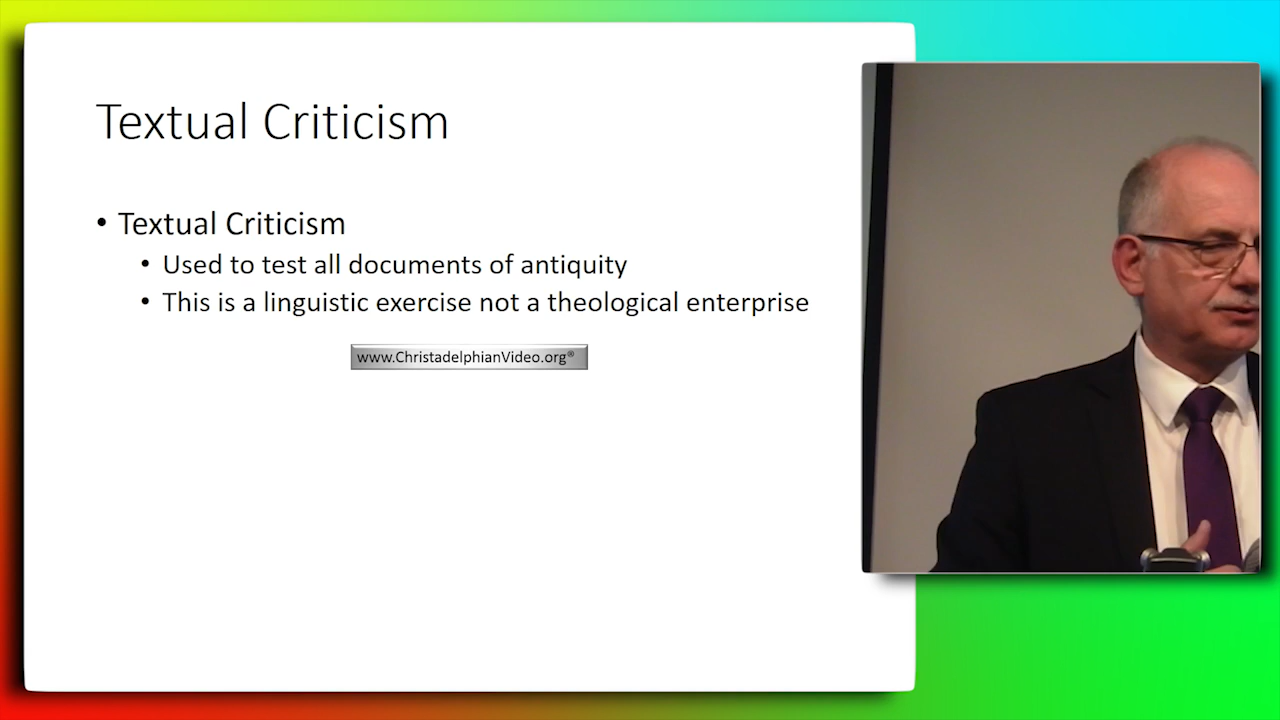 Textual Criticism
• Textual Criticism
• Used to test all documents of antiquity
• This is a linguistic exercise not a theological enterprise
www.ChristadelphianVideo.org®